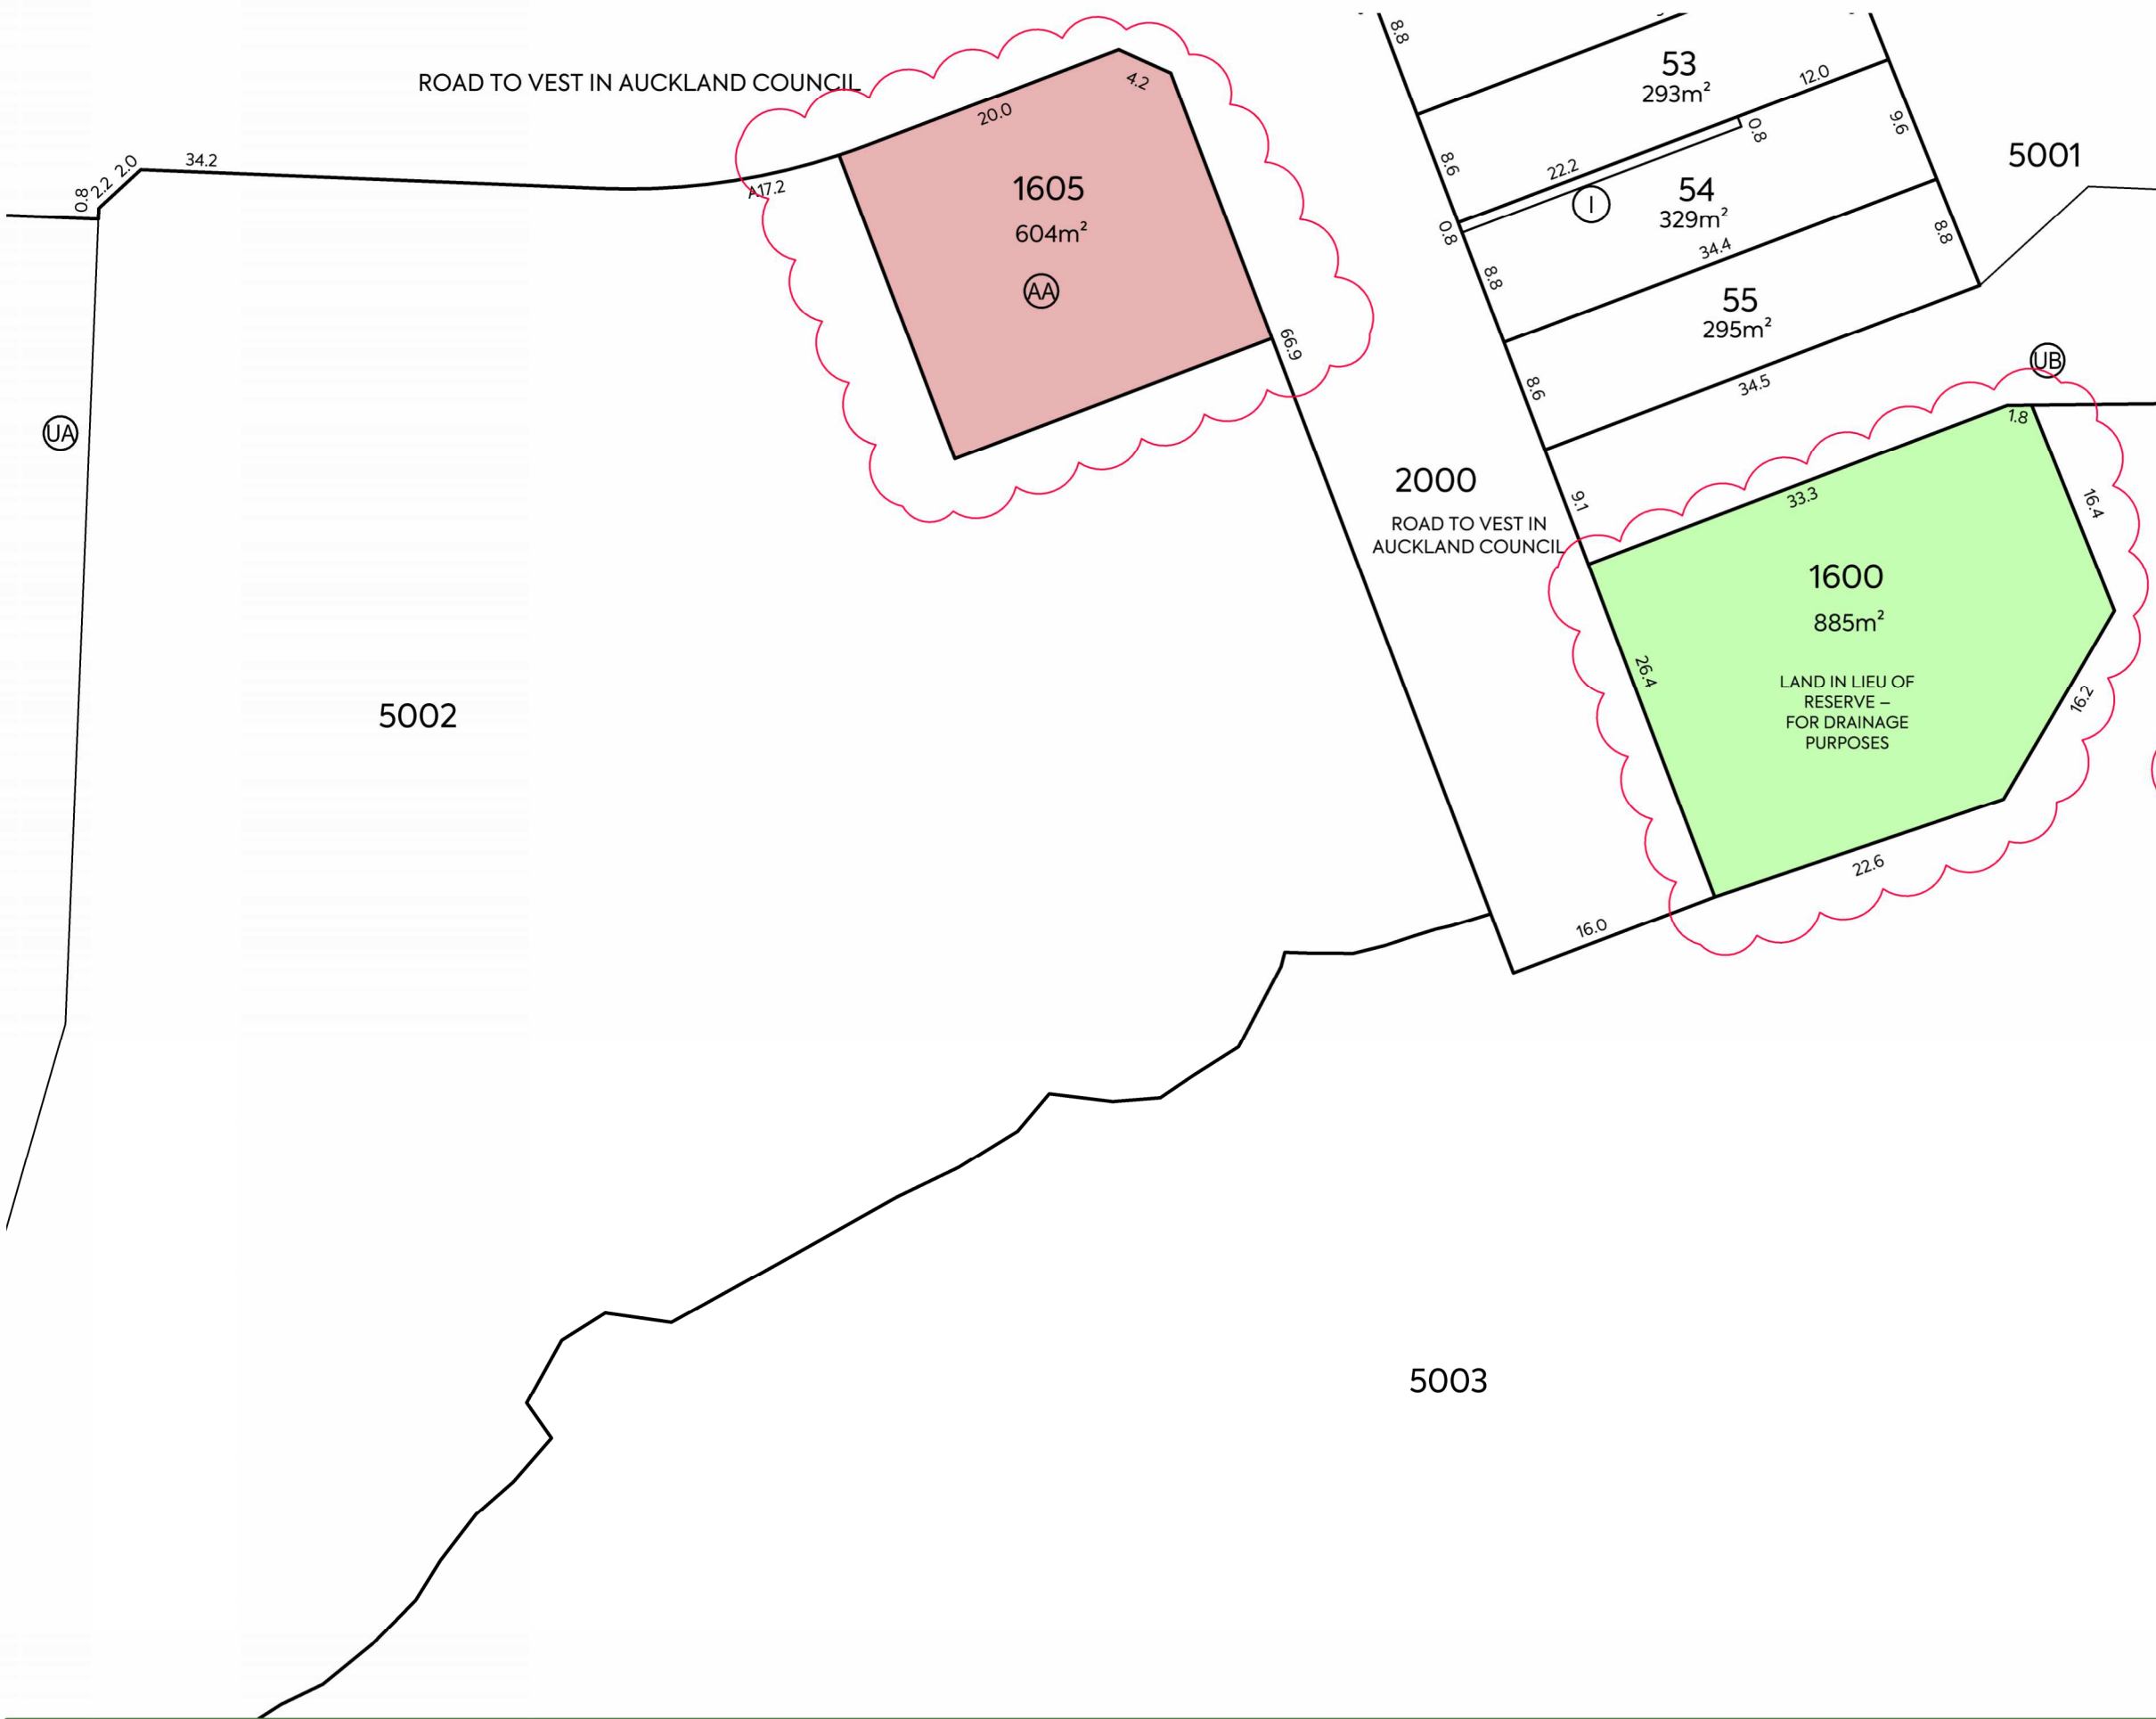 ROAD TO VEST IN AUCKLAND COUNCIL
0.8
2.2
2.0
34.2
A17.2
20.0
4.2
1605
604m²
AA
66.9
8.8
53
293m²
12.0
8.6
22.2
0.8
9.6
5001
I
54
329m²
0.8
34.4
8.8
8.8
55
295m²
8.6
34.5
UB
UA
1.8
2000
ROAD TO VEST IN
AUCKLAND COUNCIL
9.1
33.3
16.4
1600
885m²
26.4
LAND IN LIEU OF
RESERVE –
FOR DRAINAGE
PURPOSES
16.2
5002
22.6
16.0
5003